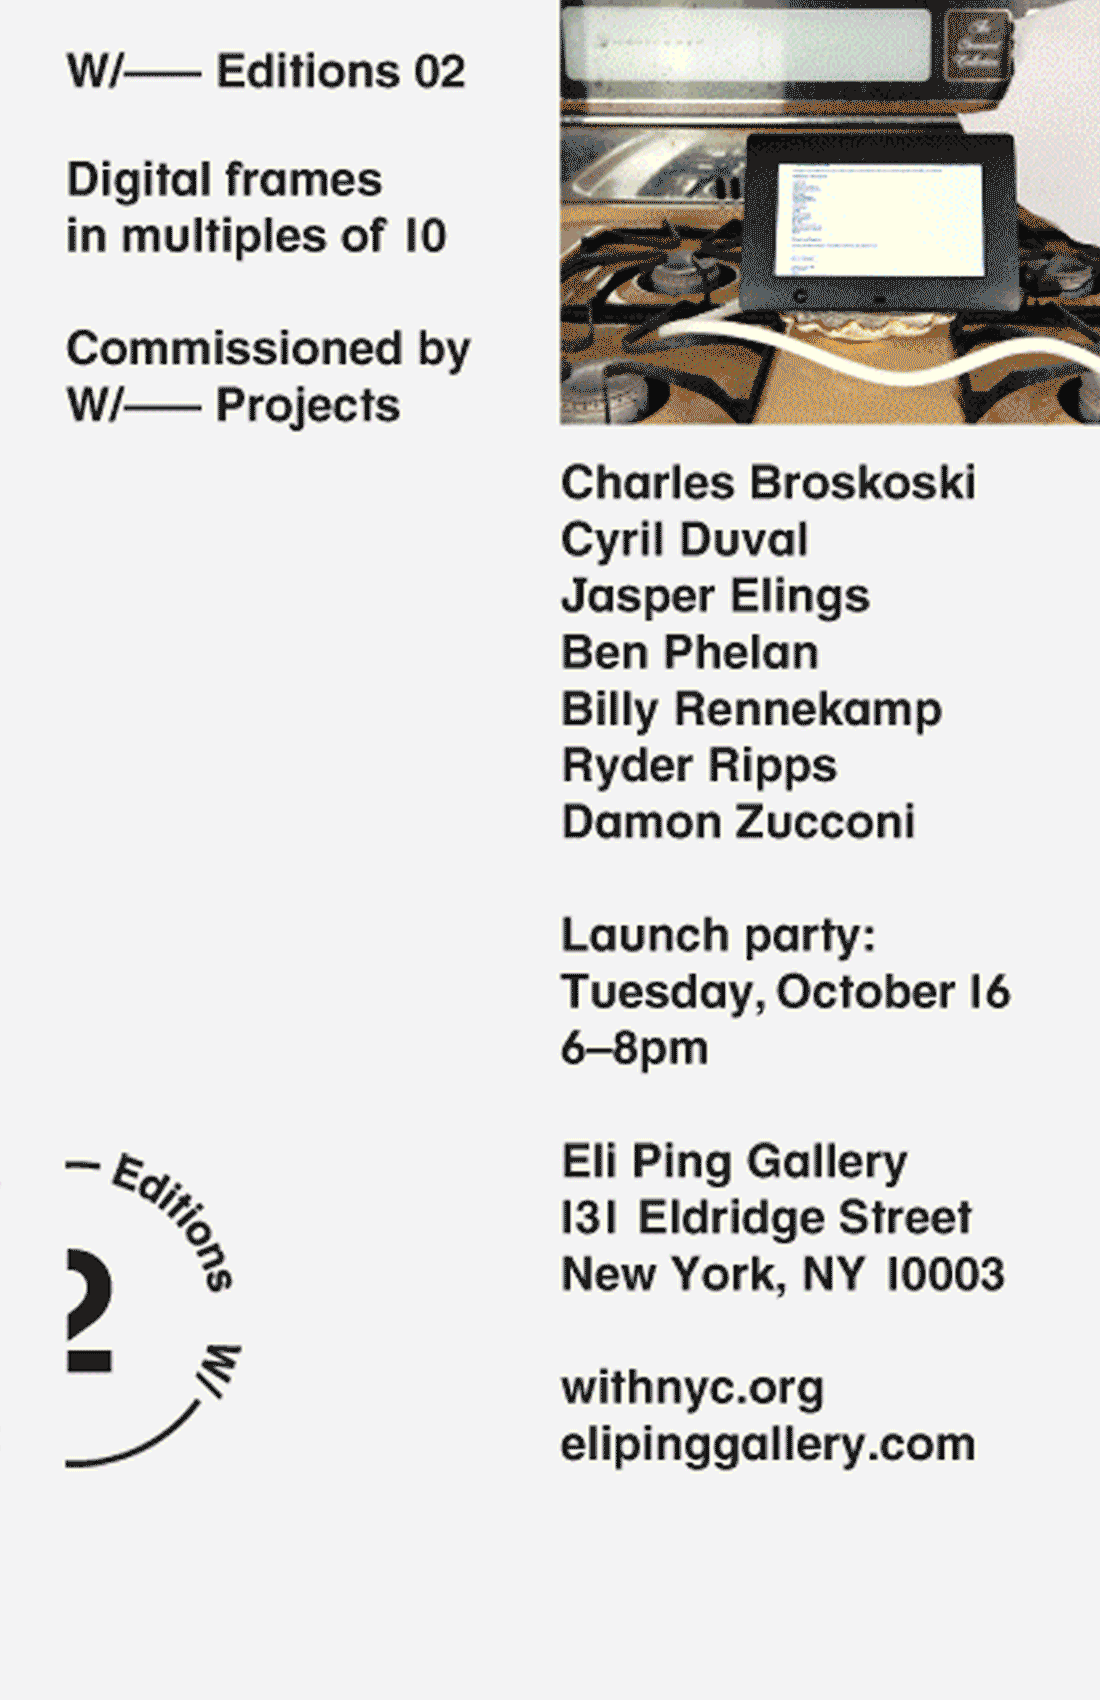 W/—— Editions 02
Digital frames
in multiples of 10
Commissioned by
W/—— Projects
Charles Broskoski
Cyril Duval
Jasper Elings
Ben Phelan
Billy Rennekamp
Ryder Ripps
Damon Zucconi
Launch party:
Tuesday, October 16
6–8pm
Eli Ping Gallery
131 Eldridge Street
New York, NY 10003
withnyc.org
elipinggallery.com
— Editions W/
2